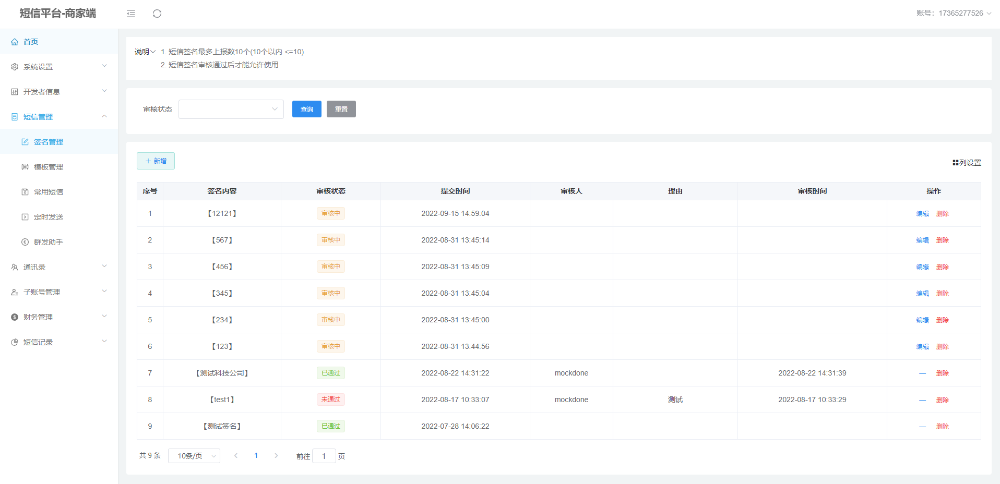 短信平台-商家端
账号：17365277526
首页
系统设置
开发者信息
短信管理
签名管理
模板管理
常用短信
定时发送
群发助手
通讯录
子账号管理
财务管理
短信记录
说明 1. 短信签名最多上报数10个(10个以内 <=10)
2. 短信签名审核通过后才能允许使用
审核状态 查询 重置
+ 新增
列设置
序号 签名内容 审核状态 提交时间 审核人 理由 审核时间 操作
1 【12121】 审核中 2022-09-15 14:59:04 编辑 删除
2 【567】 审核中 2022-08-31 13:45:14 编辑 删除
3 【456】 审核中 2022-08-31 13:45:09 编辑 删除
4 【345】 审核中 2022-08-31 13:45:04 编辑 删除
5 【234】 审核中 2022-08-31 13:45:00 编辑 删除
6 【123】 审核中 2022-08-31 13:44:56 编辑 删除
7 【测试科技公司】 已通过 2022-08-22 14:31:22 mockdone 2022-08-22 14:31:39 — 删除
8 【test1】 未通过 2022-08-17 10:33:07 mockdone 测试 2022-08-17 10:33:29 — 删除
9 【测试签名】 已通过 2022-07-28 14:06:22 — 删除
共 9 条 10条/页 1 前往 1 页